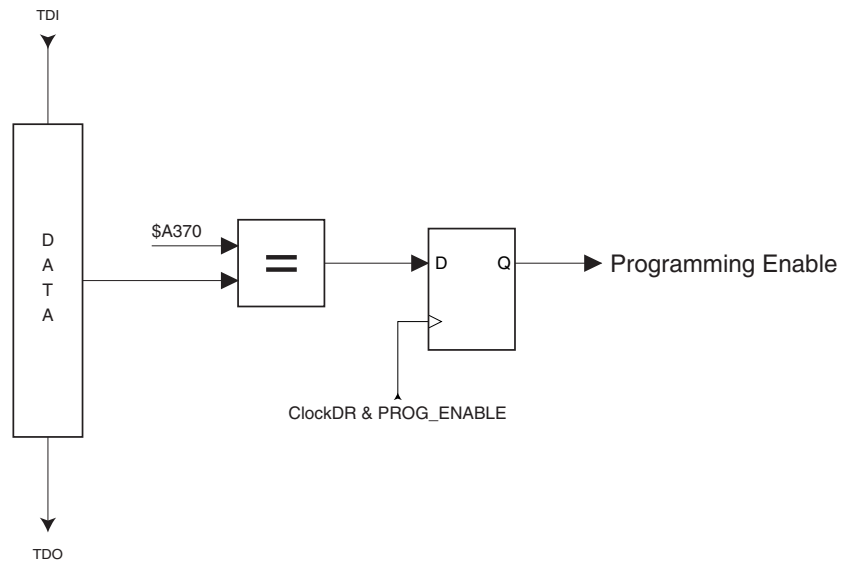 TDI
D
A
T
A
$A370
=
D
Q
Programming Enable
ClockDR & PROG_ENABLE
TDO